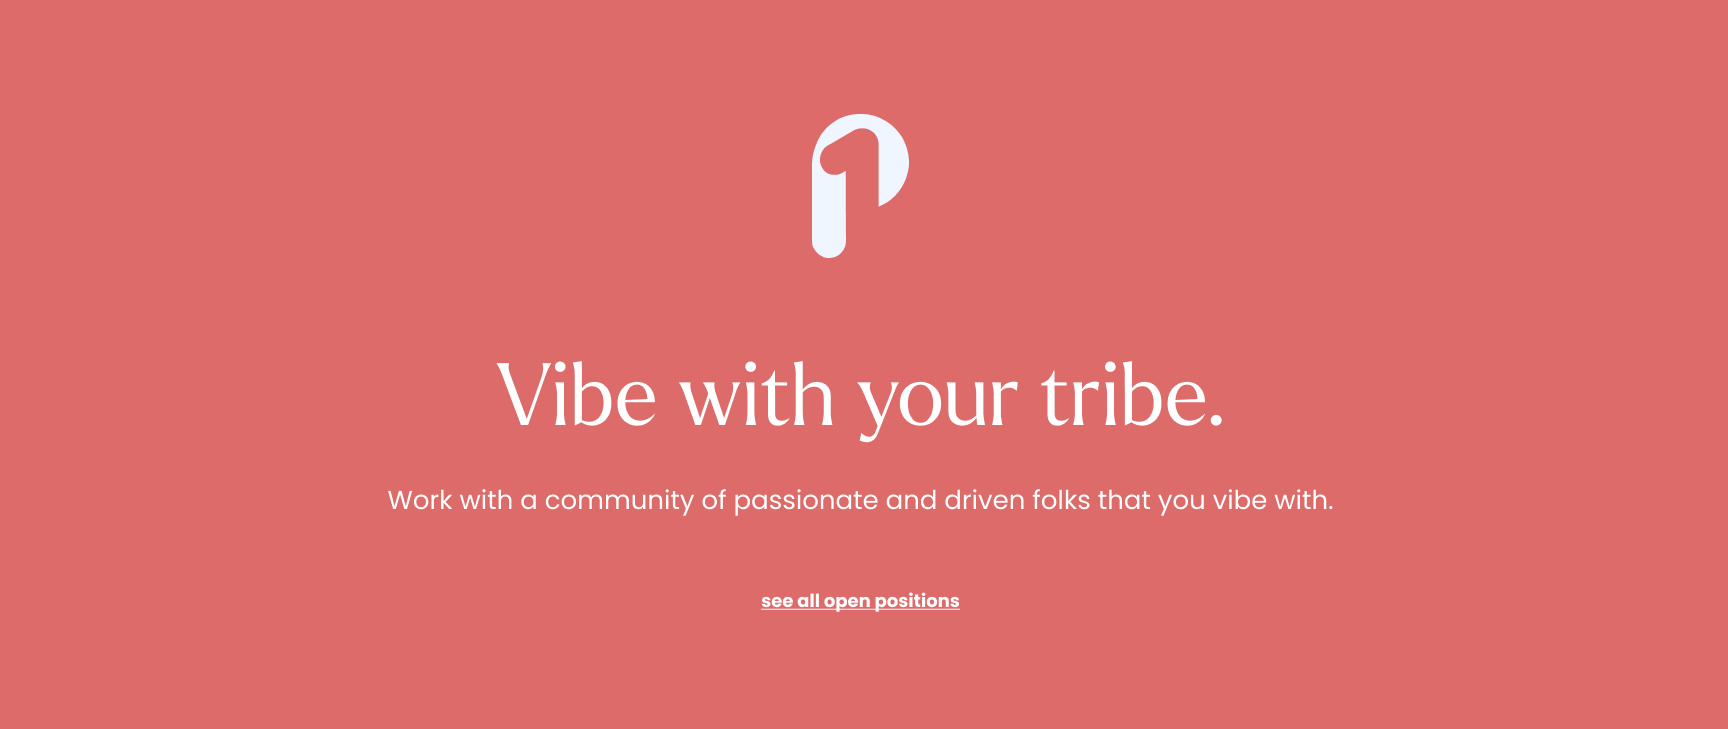 Vibe with your tribe.
Work with a community of passionate and driven folks that you vibe with.
see all open positions